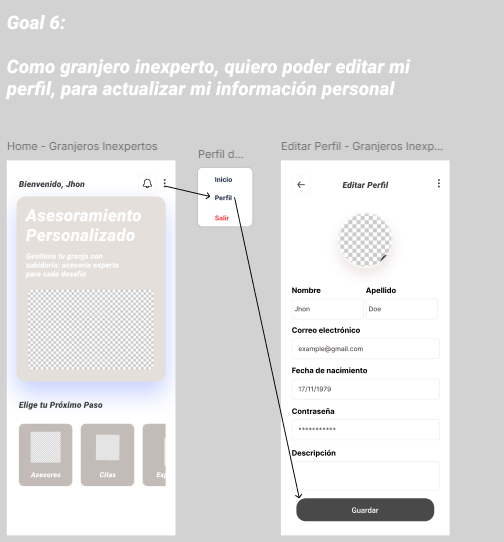 Goal 6:
Como granjero inexperto, quiero poder editar mi
perfil, para actualizar mi información personal
Home - Granjeros Inexpertos
Perfil d...
Editar Perfil - Granjeros Inexp...
Bienvenido, Jhon
Asesoramiento
Personalizado
Gestiona tu granja con
sabiduría: asesoría experta
para cada desafío
Elige tu Próximo Paso
Asesores
Citas
Exp
Inicio
Perfil
Salir
Editar Perfil
Nombre
Apellido
Jhon
Doe
Correo electrónico
example@gmail.com
Fecha de nacimiento
17/11/1979
Contraseña
***********
Descripción
Guardar